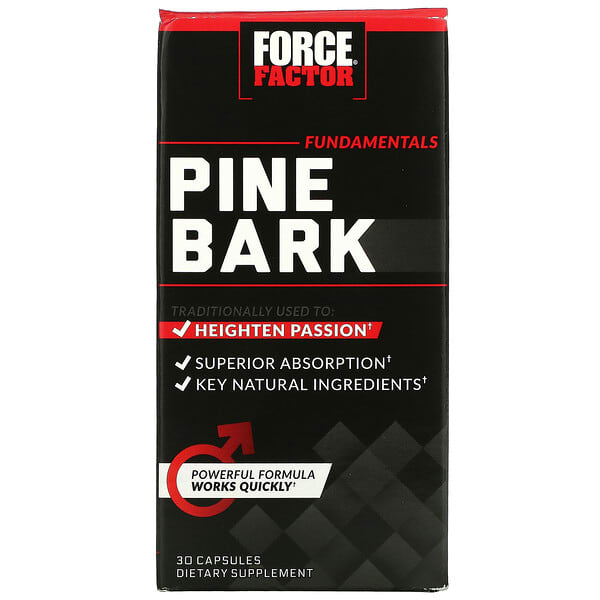 FORCE
FACTOR®
FUNDAMENTALS
PINE
BARK
TRADITIONALLY USED TO:
HEIGHTEN PASSION†
SUPERIOR ABSORPTION†
KEY NATURAL INGREDIENTS†
POWERFUL FORMULA
WORKS QUICKLY†
30 CAPSULES
DIETARY SUPPLEMENT